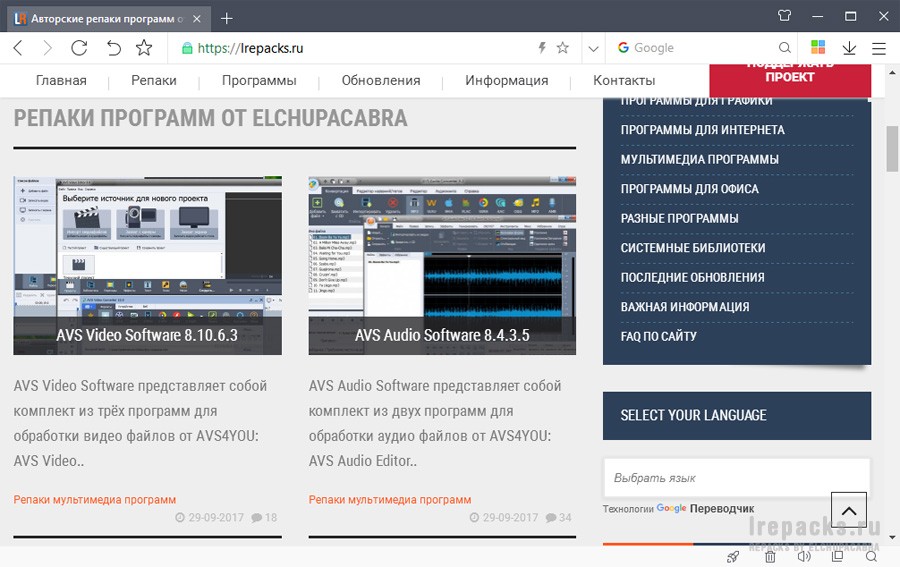 Авторские репаки программ о
https://lrepacks.ru
Google
Главная
Репаки
Программы
Обновления
Информация
Контакты
ПОДДЕРЖАТЬ
ПРОЕКТ
РЕПАКИ ПРОГРАММ ОТ ELCHUPACABRA
Выберите источник для нового проекта
AVS Video Software 8.10.6.3
AVS Video Software представляет собой
комплект из трёх программ для
обработки видео файлов от AVS4YOU:
AVS Video..
Репаки мультимедиа программ
29-09-2017
18
AVS Audio Software 8.4.3.5
AVS Audio Software представляет собой
комплект из двух программ для
обработки аудио файлов от AVS4YOU:
AVS Audio Editor..
Репаки мультимедиа программ
29-09-2017
34
ПРОГРАММЫ ДЛЯ ГРАФИКИ
ПРОГРАММЫ ДЛЯ ИНТЕРНЕТА
МУЛЬТИМЕДИА ПРОГРАММЫ
ПРОГРАММЫ ДЛЯ ОФИСА
РАЗНЫЕ ПРОГРАММЫ
СИСТЕМНЫЕ БИБЛИОТЕКИ
ПОСЛЕДНИЕ ОБНОВЛЕНИЯ
ВАЖНАЯ ИНФОРМАЦИЯ
FAQ ПО САЙТУ
SELECT YOUR LANGUAGE
Выбрать язык
Технологии Google Переводчик
lrepacks.ru
REPACKS BY ELCHUPACABRA